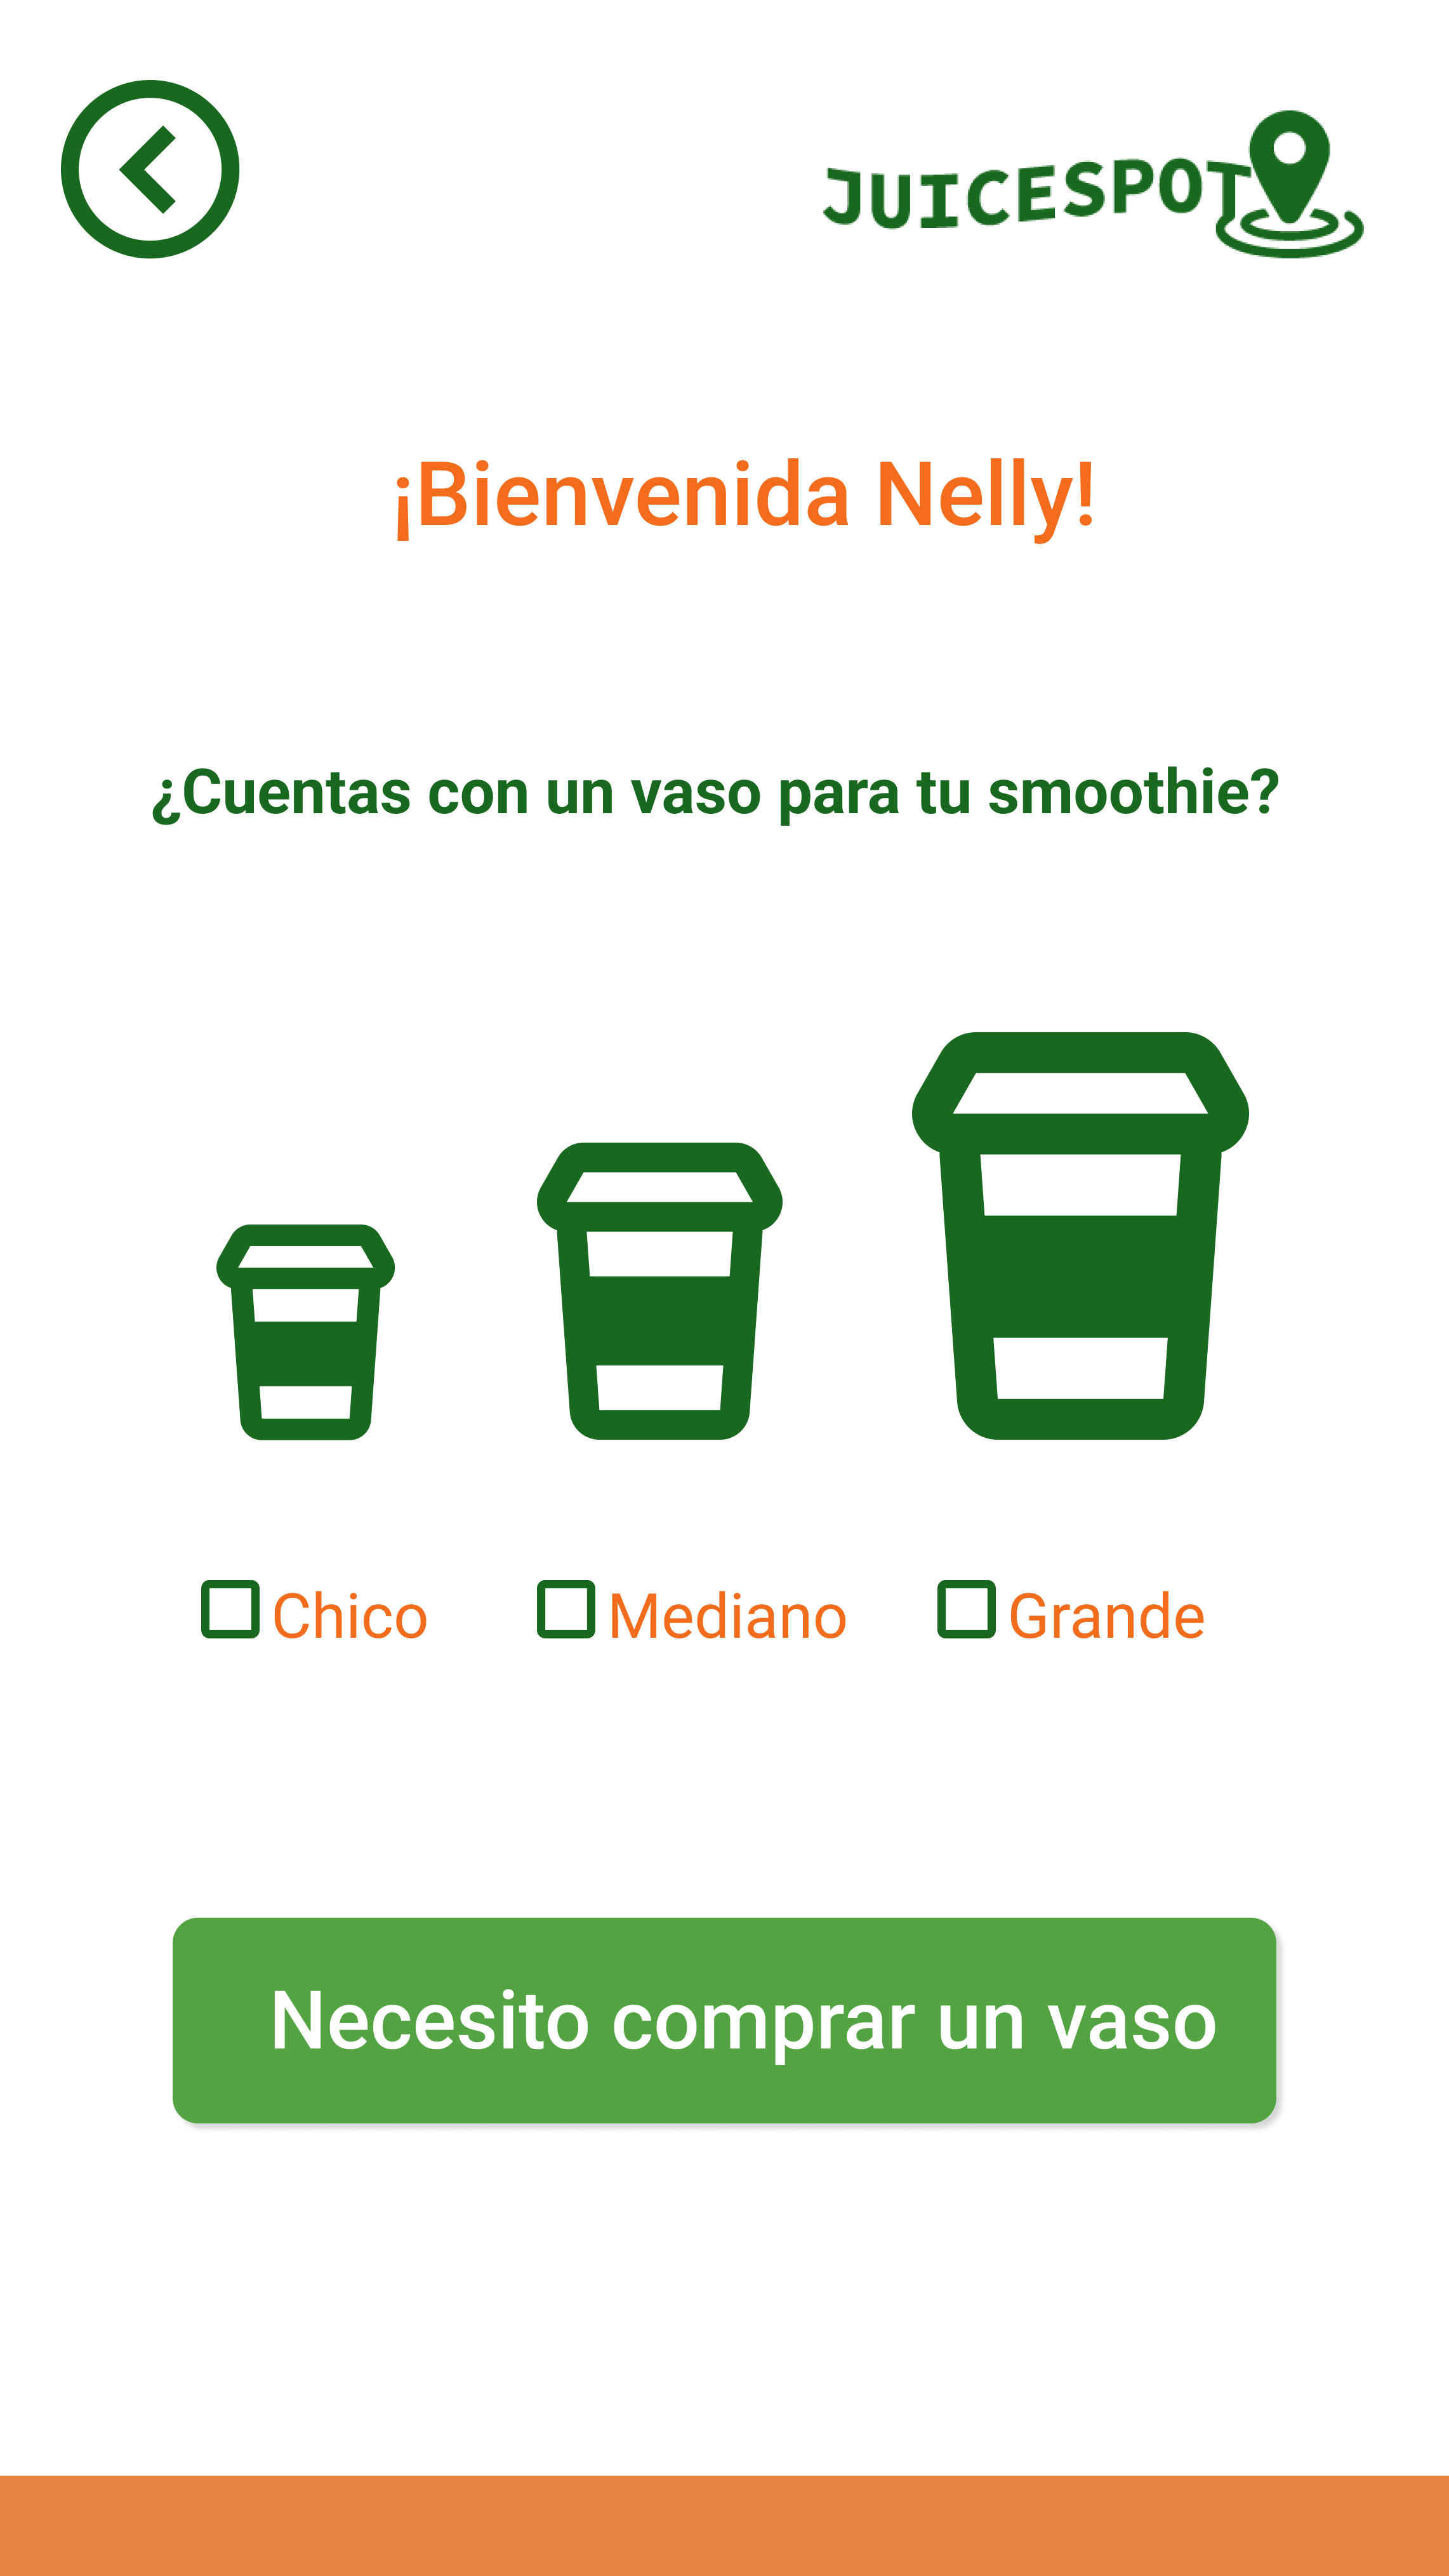 JUICESPOT
¡Bienvenida Nelly!
¿Cuentas con un vaso para tu smoothie?
Chico Mediano Grande
Necesito comprar un vaso